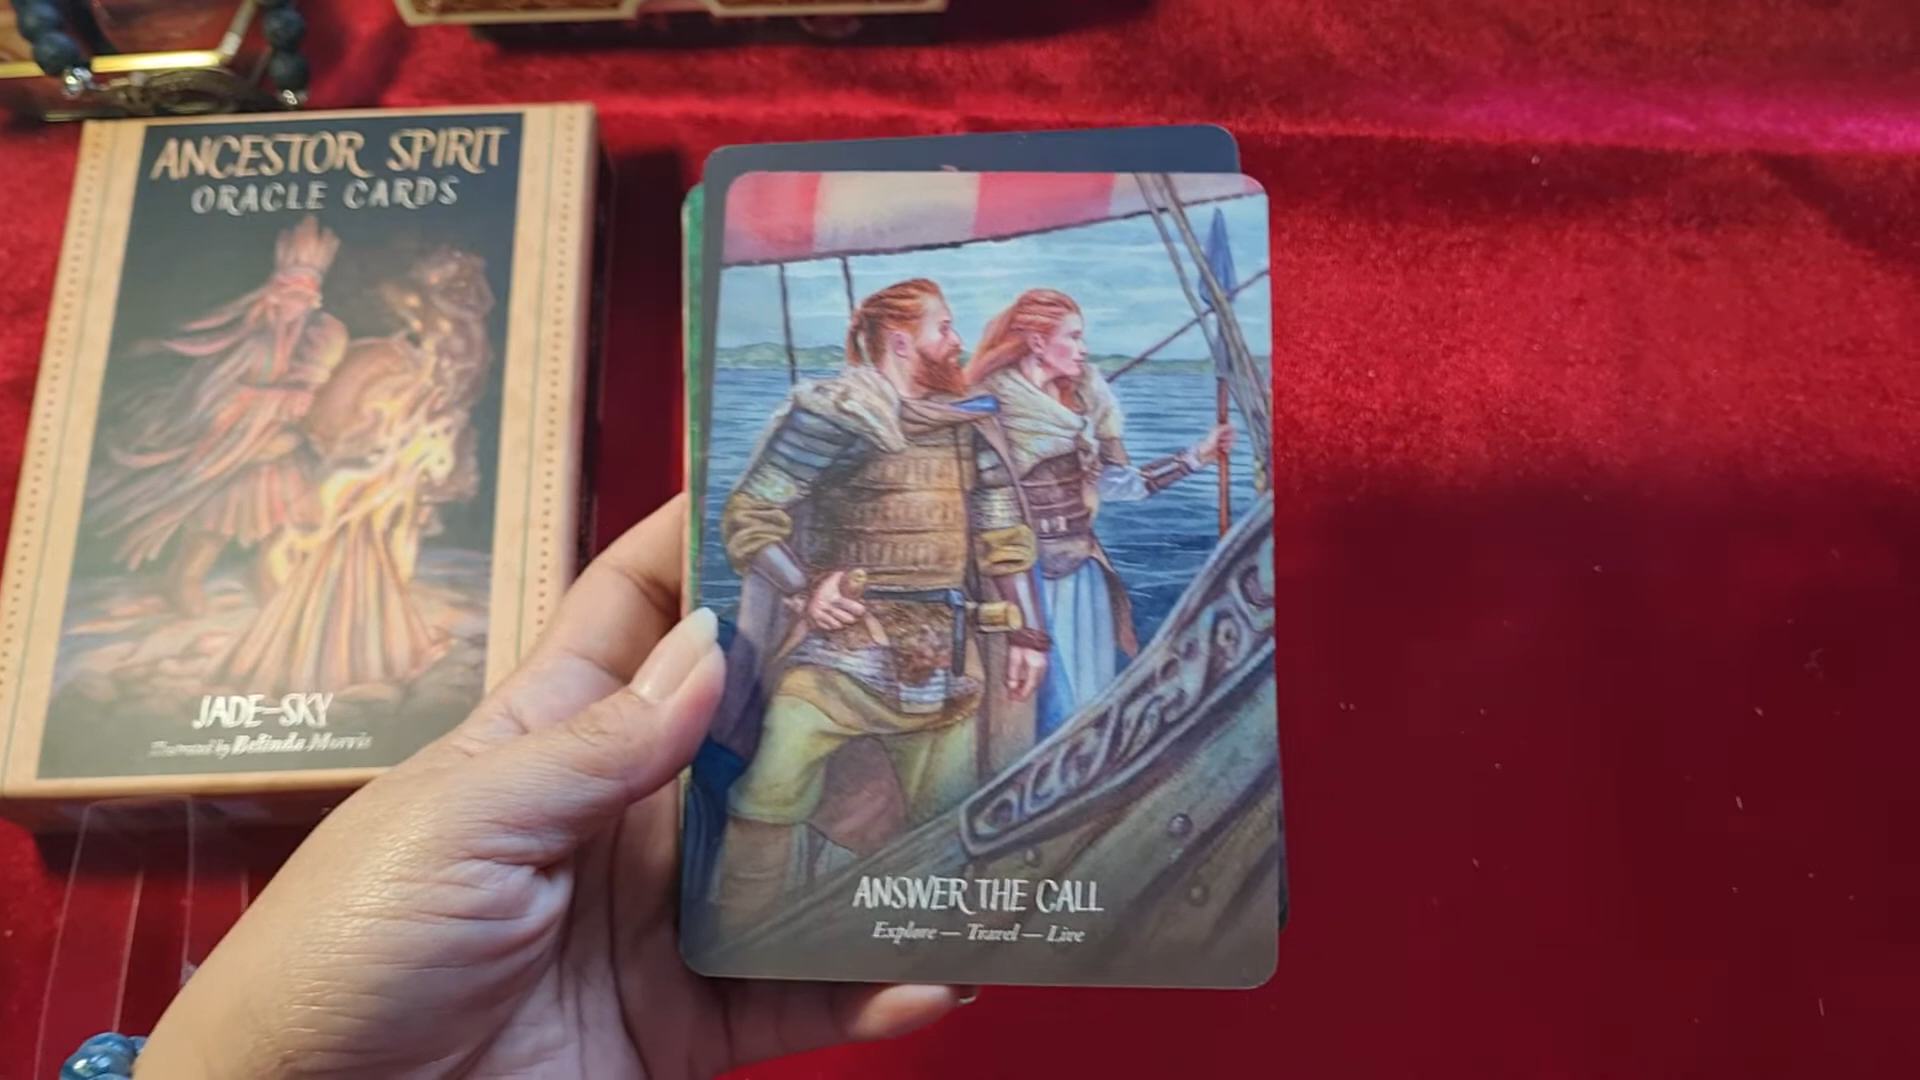 ANCESTOR SPIRIT
ORACLE CARDS
JADE-SKY
Illustrated by Belinda Morris
ANSWER THE CALL
Explore — Travel — Live